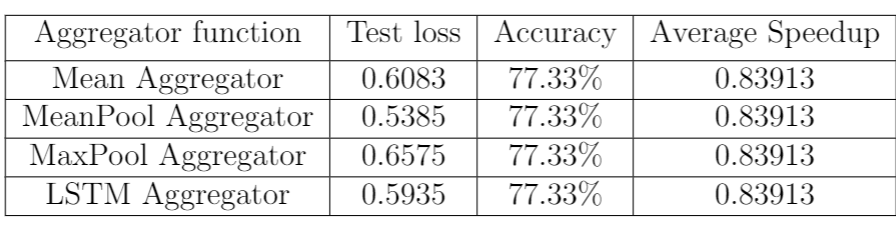 Aggregator function Test loss Accuracy Average Speedup
Mean Aggregator 0.6083 77.33% 0.83913
MeanPool Aggregator 0.5385 77.33% 0.83913
MaxPool Aggregator 0.6575 77.33% 0.83913
LSTM Aggregator 0.5935 77.33% 0.83913